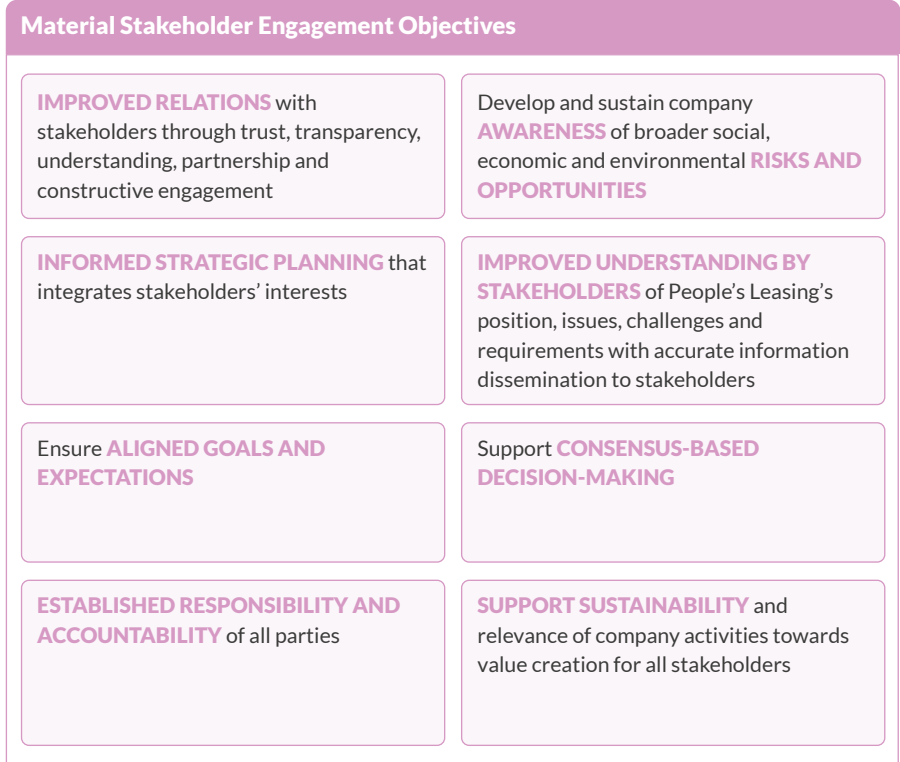 Material Stakeholder Engagement Objectives
IMPROVED RELATIONS with
stakeholders through trust, transparency,
understanding, partnership and
constructive engagement
Develop and sustain company
AWARENESS of broader social,
economic and environmental RISKS AND
OPPORTUNITIES
INFORMED STRATEGIC PLANNING that
integrates stakeholders’ interests
IMPROVED UNDERSTANDING BY
STAKEHOLDERS of People’s Leasing’s
position, issues, challenges and
requirements with accurate information
dissemination to stakeholders
Ensure ALIGNED GOALS AND
EXPECTATIONS
Support CONSENSUS-BASED
DECISION-MAKING
ESTABLISHED RESPONSIBILITY AND
ACCOUNTABILITY of all parties
SUPPORT SUSTAINABILITY and
relevance of company activities towards
value creation for all stakeholders